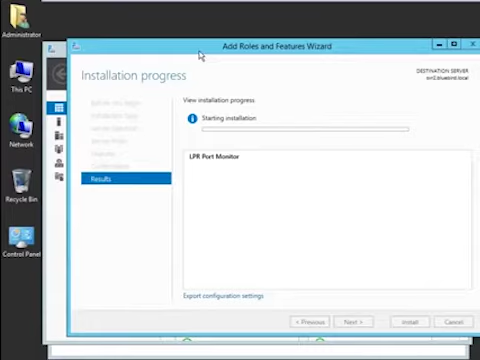 Administrator
This PC
Network
Recycle Bin
Control Panel
Add Roles and Features Wizard
Installation progress
DESTINATION SERVER
View installation progress
Starting installation
LPR Port Monitor
Results
Export configuration settings
< Previous
Next >
Install
Cancel